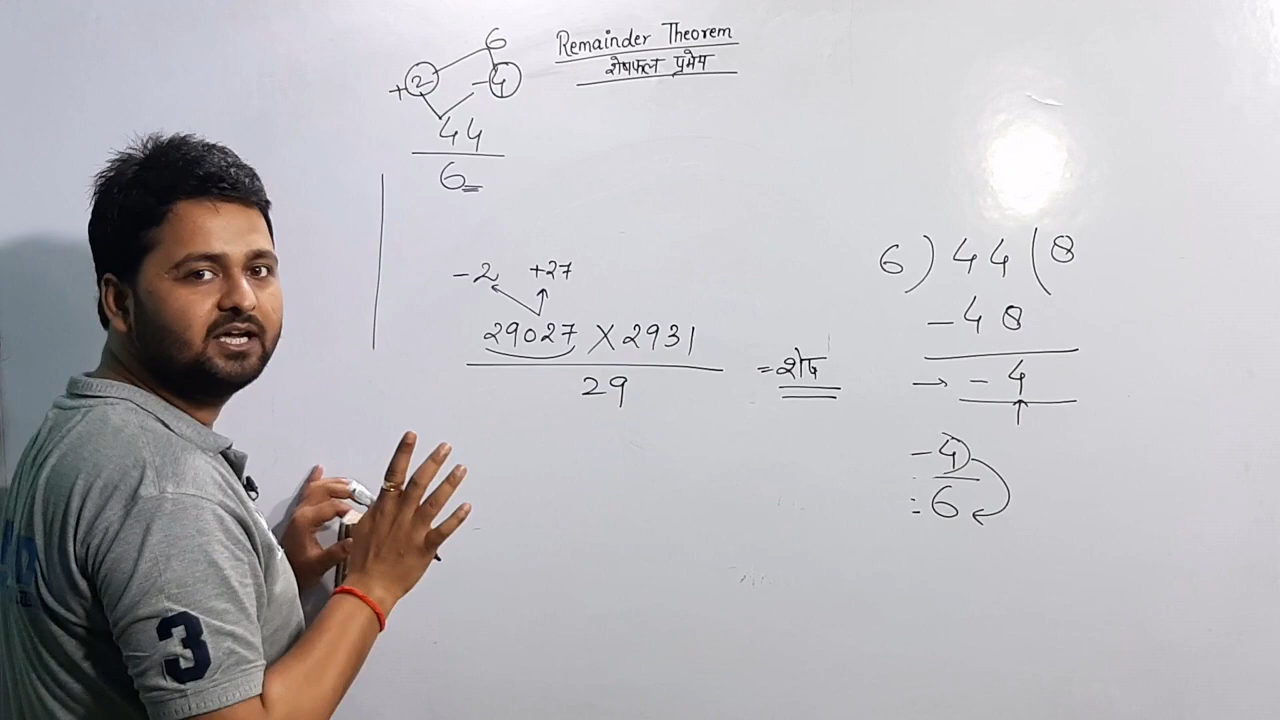 Remainder Theorem
शेषफल प्रमेय
6
+2 -4
44
6
-2 +27
29027 X 2931
29
= शेष
6 ) 44 ( 8
- 48
→ - 4
- 4
= 6
3